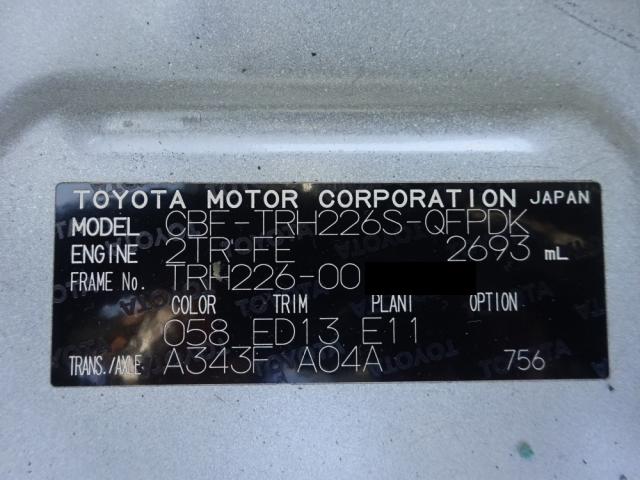 TOYOTA MOTOR CORPORATION JAPAN
MODEL CBF-TRH226S-QFPDK
ENGINE 2TR-FE 2693 mL
FRAME No. TRH226-00
COLOR TRIM PLANT OPTION
058 ED13 E11
TRANS./AXLE A343F A04A 756